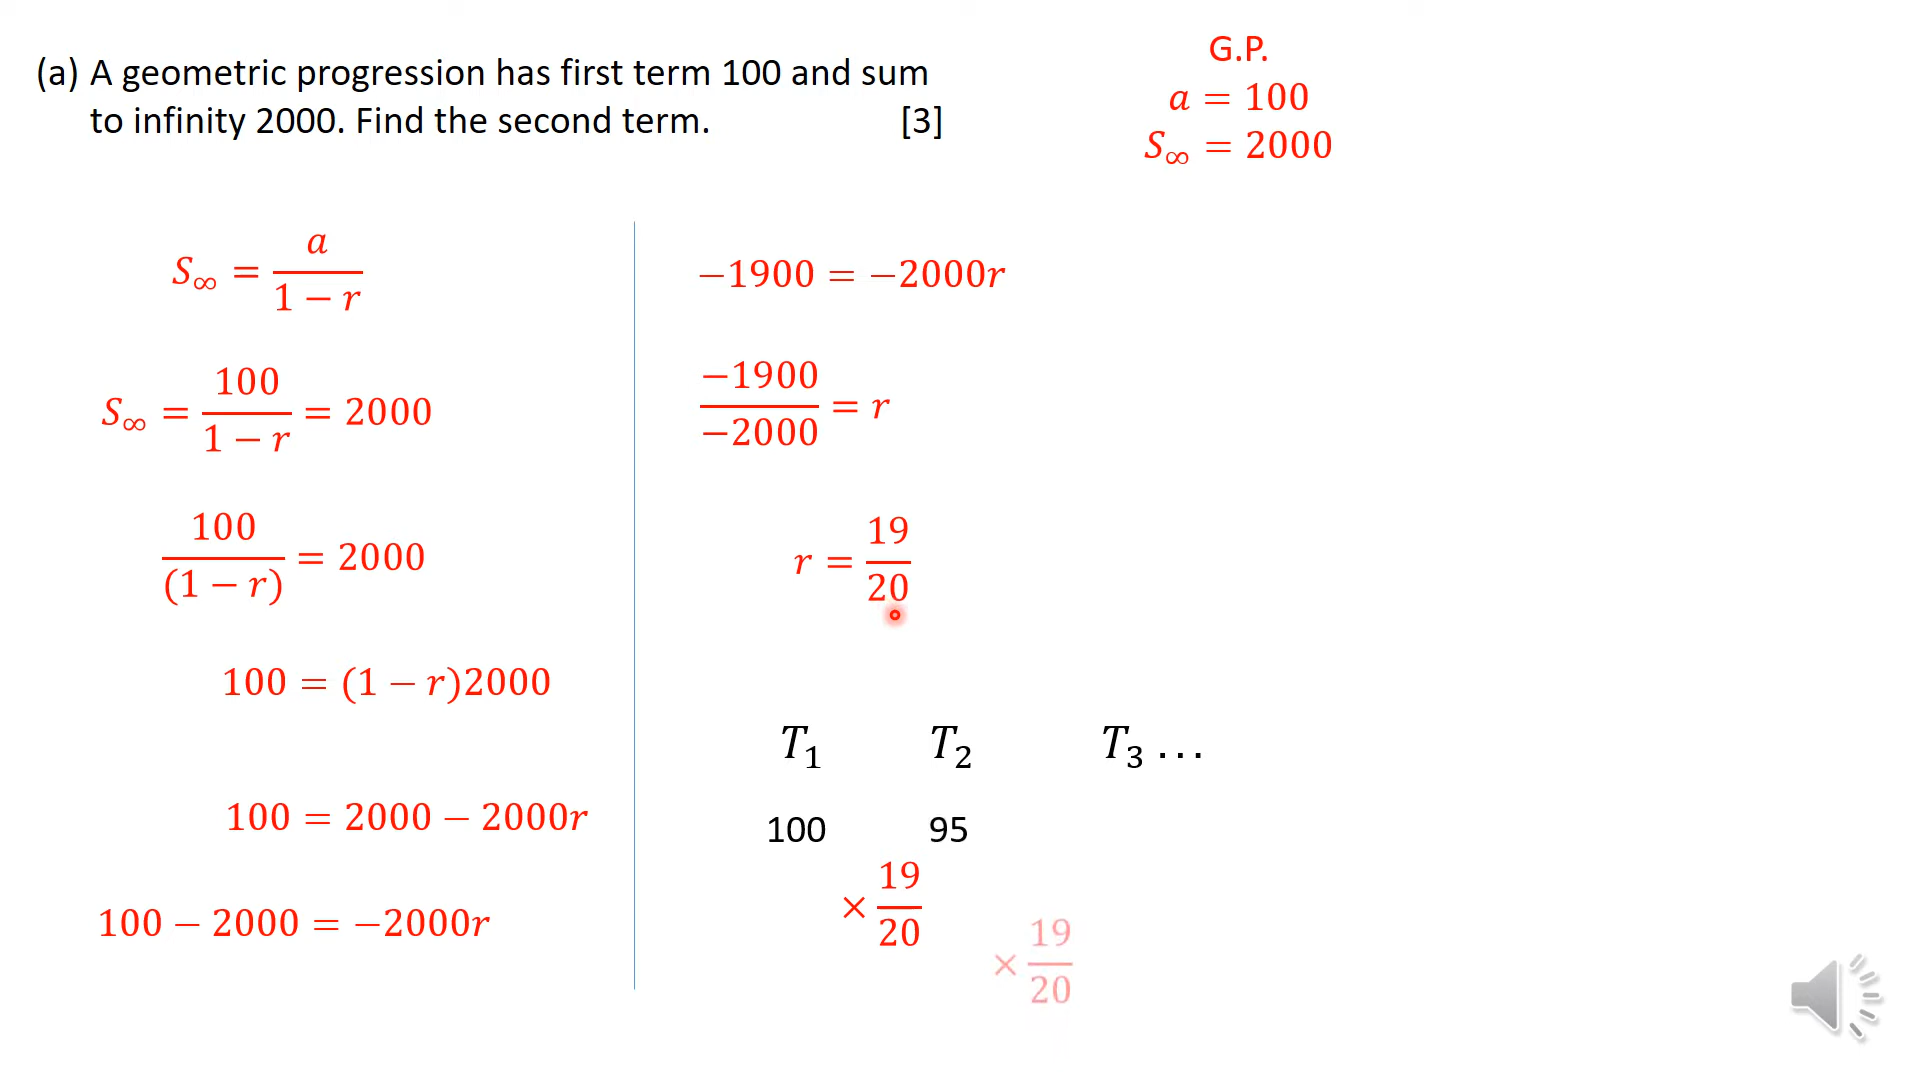 (a) A geometric progression has first term 100 and sum
to infinity 2000. Find the second term. [3]
G.P.
a = 100
S∞ = 2000
S∞ = a/(1 − r)
S∞ = 100/(1 − r) = 2000
100/(1 − r) = 2000
100 = (1 − r)2000
100 = 2000 − 2000r
100 − 2000 = −2000r
−1900 = −2000r
−1900/−2000 = r
r = 19/20
T₁ T₂ T₃ ...
100 95
× 19/20
× 19/20